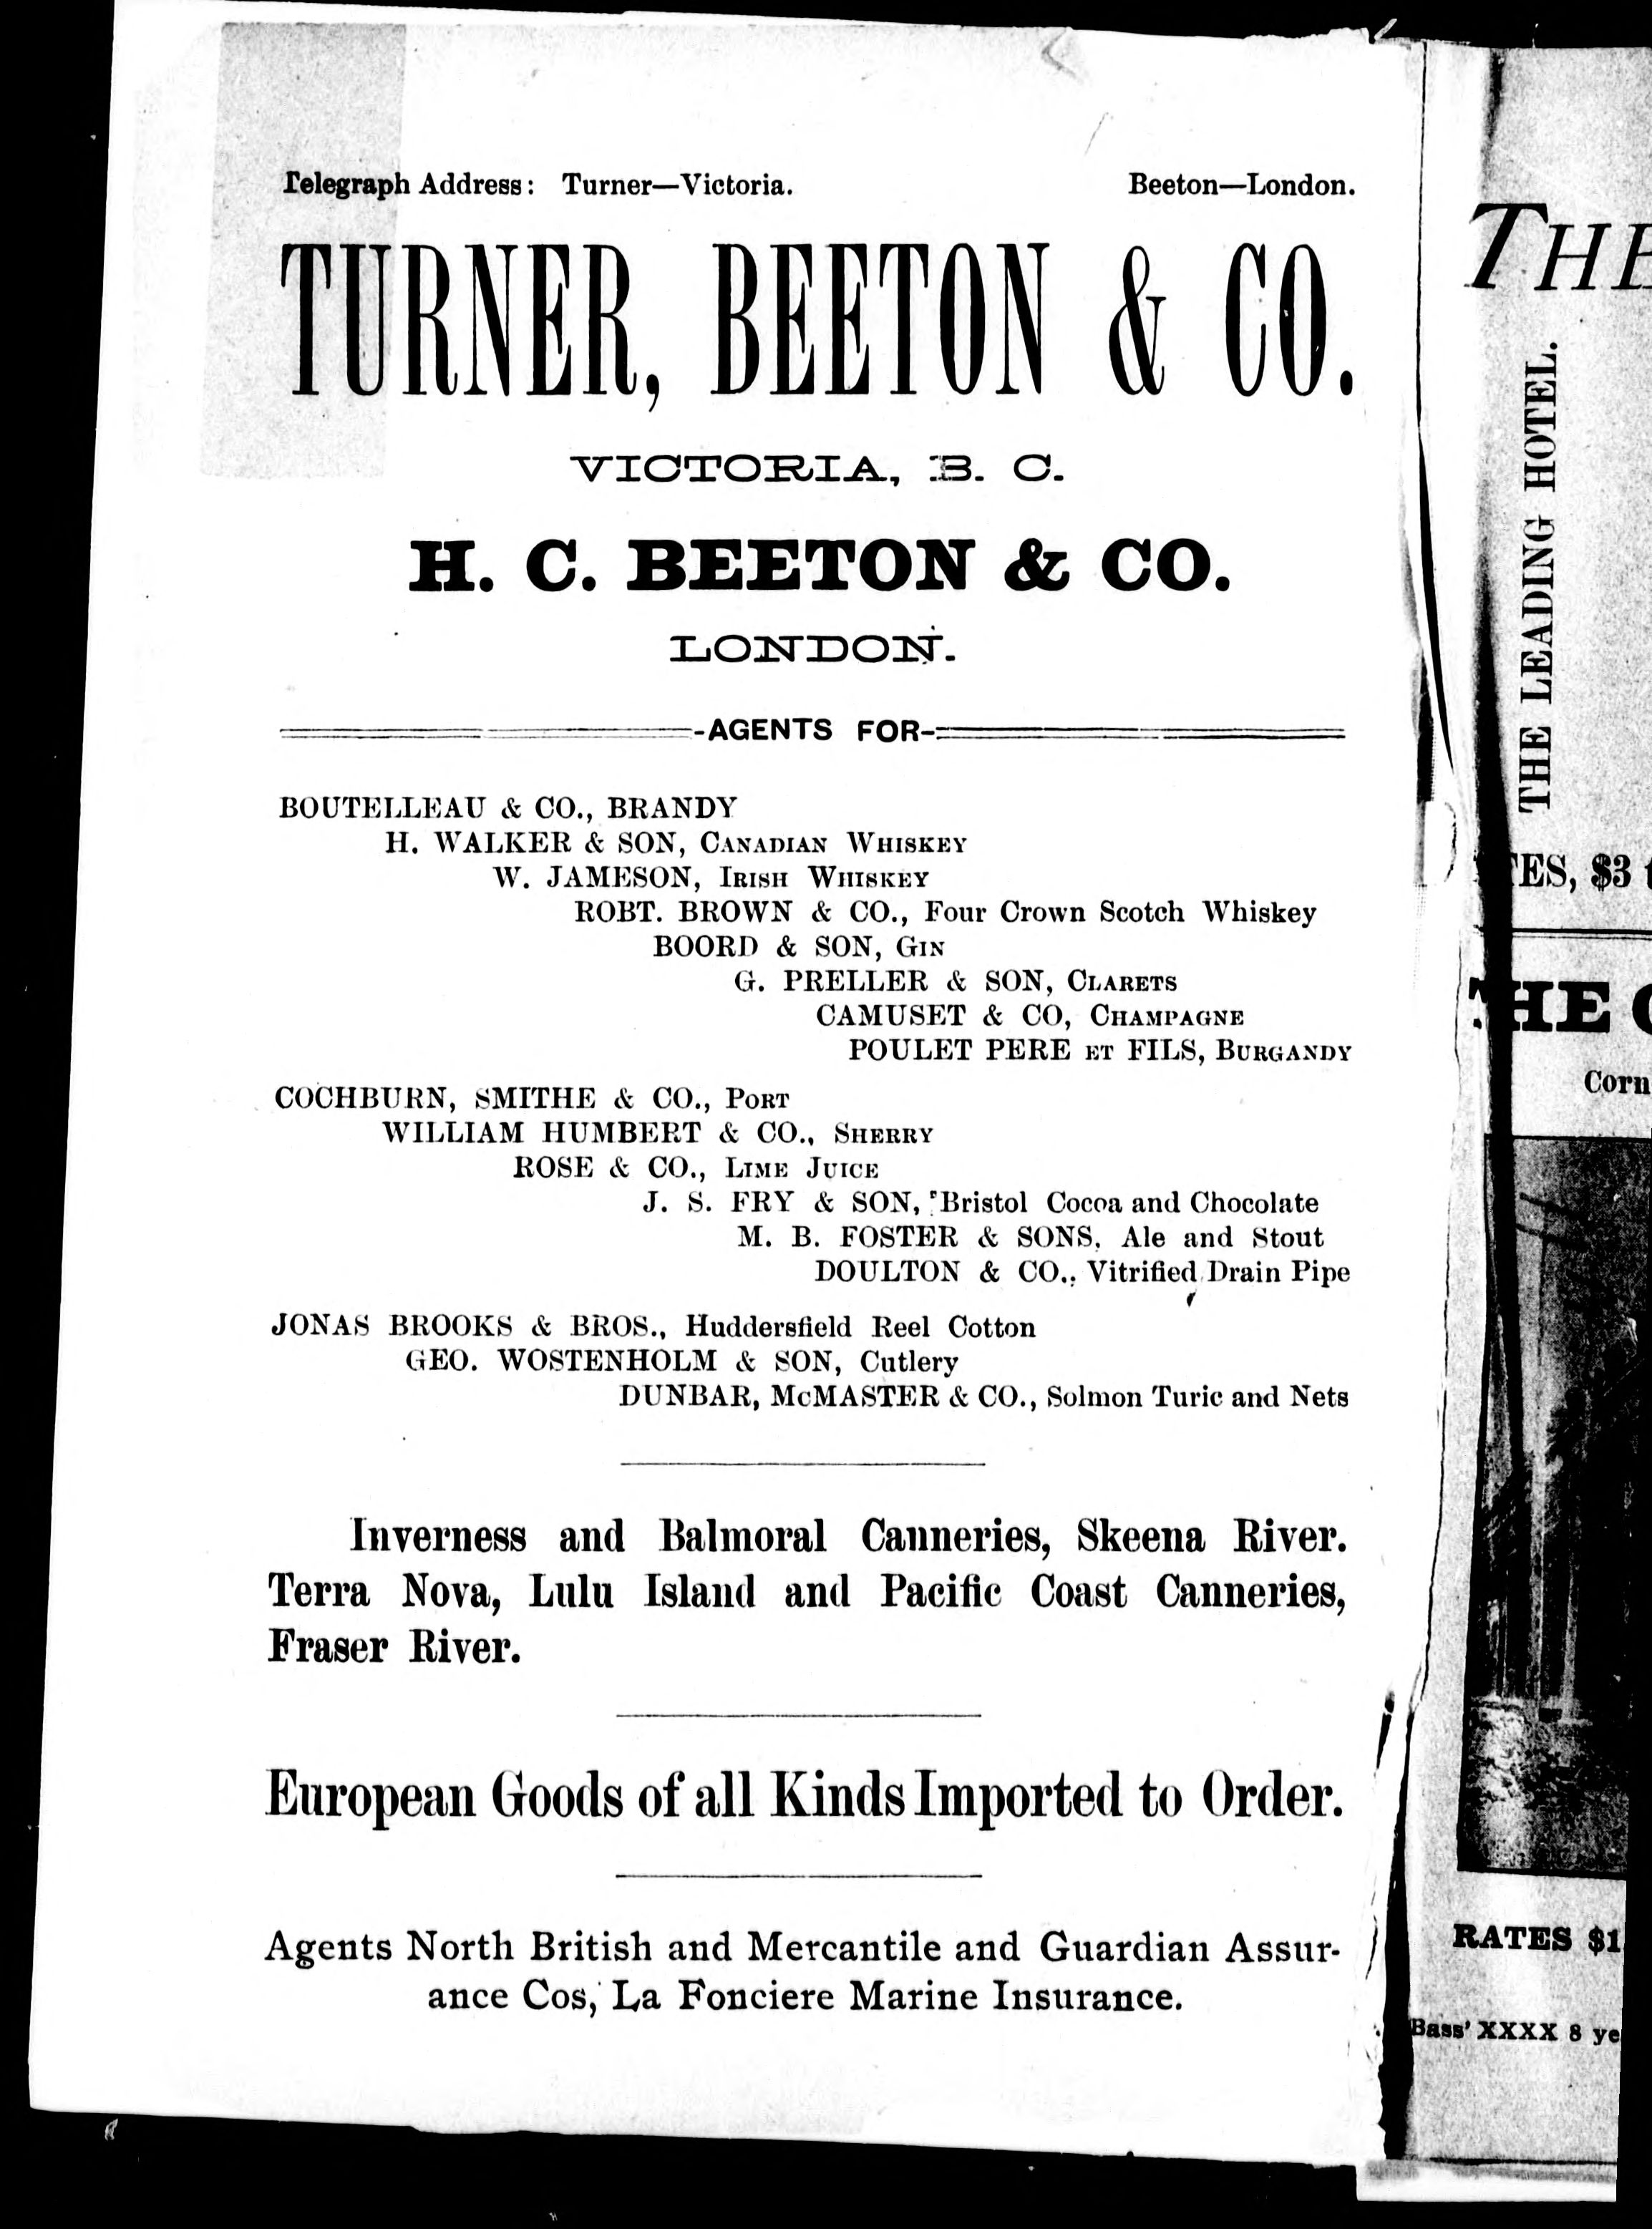 Telegraph Address: Turner—Victoria. Beeton—London.
TURNER, BEETON & CO.
VICTORIA, B. C.
H. C. BEETON & CO.
LONDON.
-AGENTS FOR-
BOUTELLEAU & CO., BRANDY
H. WALKER & SON, CANADIAN WHISKEY
W. JAMESON, IRISH WHISKEY
ROBT. BROWN & CO., Four Crown Scotch Whiskey
BOORD & SON, GIN
G. PRELLER & SON, CLARETS
CAMUSET & CO, CHAMPAGNE
POULET PERE ET FILS, BURGANDY
COCHBURN, SMITHE & CO., PORT
WILLIAM HUMBERT & CO., SHERRY
ROSE & CO., LIME JUICE
J. S. FRY & SON, Bristol Cocoa and Chocolate
M. B. FOSTER & SONS, Ale and Stout
DOULTON & CO., Vitrified Drain Pipe
JONAS BROOKS & BROS., Huddersfield Reel Cotton
GEO. WOSTENHOLM & SON, Cutlery
DUNBAR, McMASTER & CO., Solmon Turic and Nets
Inverness and Balmoral Canneries, Skeena River.
Terra Nova, Lulu Island and Pacific Coast Canneries,
Fraser River.
European Goods of all Kinds Imported to Order.
Agents North British and Mercantile and Guardian Assur-
ance Cos, La Fonciere Marine Insurance.
THE
THE LEADING HOTEL.
$3
HE
Corn
RATES $1
Bass' XXXX 8 ye